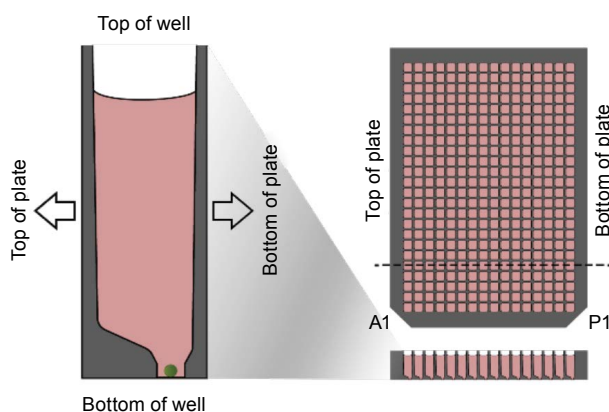 Top of well
Top of plate
Bottom of plate
Bottom of well
Top of plate
Bottom of plate
A1
P1